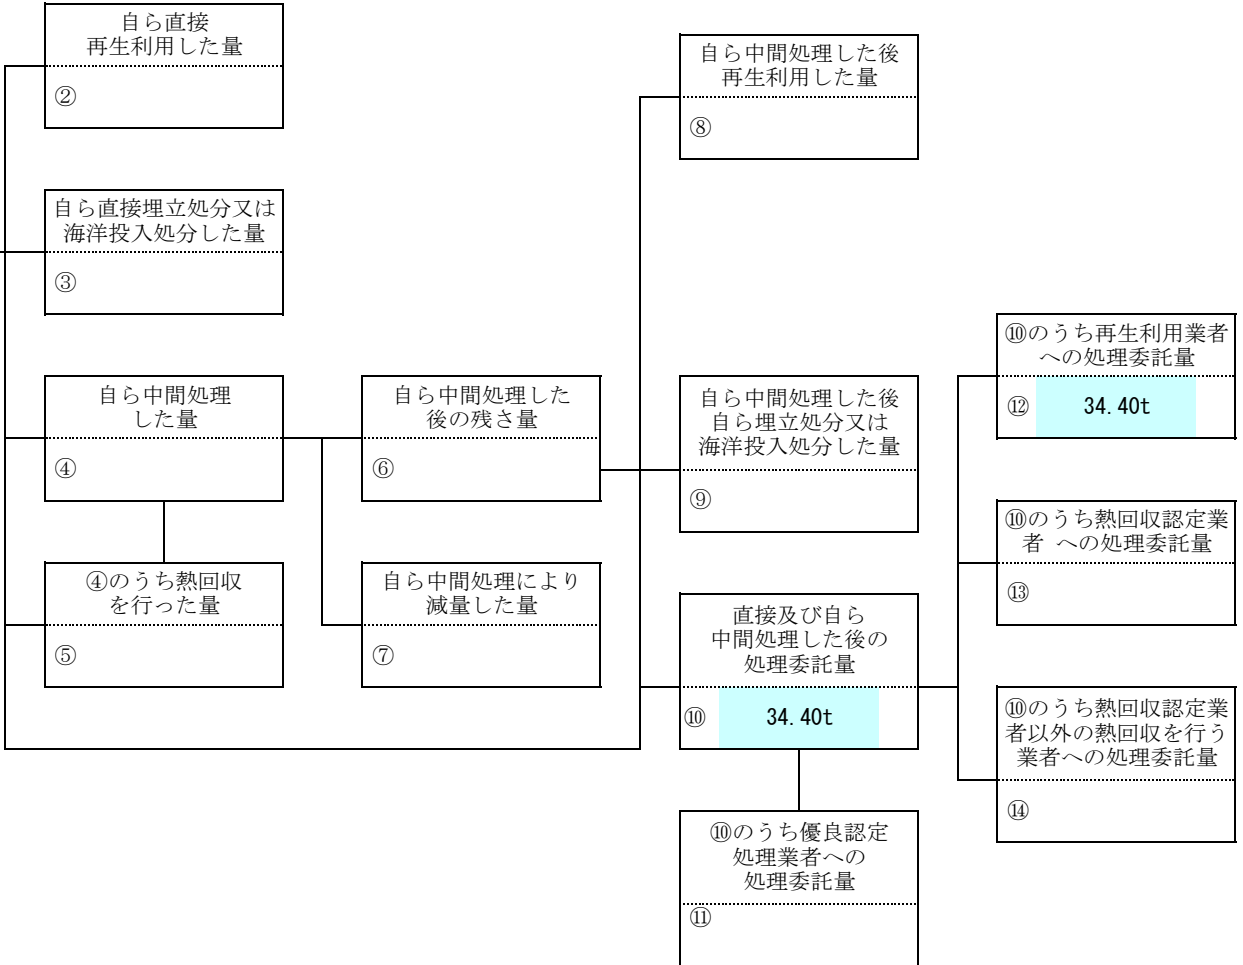 自ら直接
再生利用した量
②
自ら直接埋立処分又は
海洋投入処分した量
③
自ら中間処理
した量
④
④のうち熱回収
を行った量
⑤
自ら中間処理した
後の残さ量
⑥
自ら中間処理により
減量した量
⑦
自ら中間処理した後
再生利用した量
⑧
自ら中間処理した後
自ら埋立処分又は
海洋投入処分した量
⑨
直接及び自ら
中間処理した後の
処理委託量
⑩ 34.40t
⑩のうち優良認定
処理業者への
処理委託量
⑪
⑩のうち再生利用業者
への処理委託量
⑫ 34.40t
⑩のうち熱回収認定業
者 への処理委託量
⑬
⑩のうち熱回収認定業
者以外の熱回収を行う
業者への処理委託量
⑭